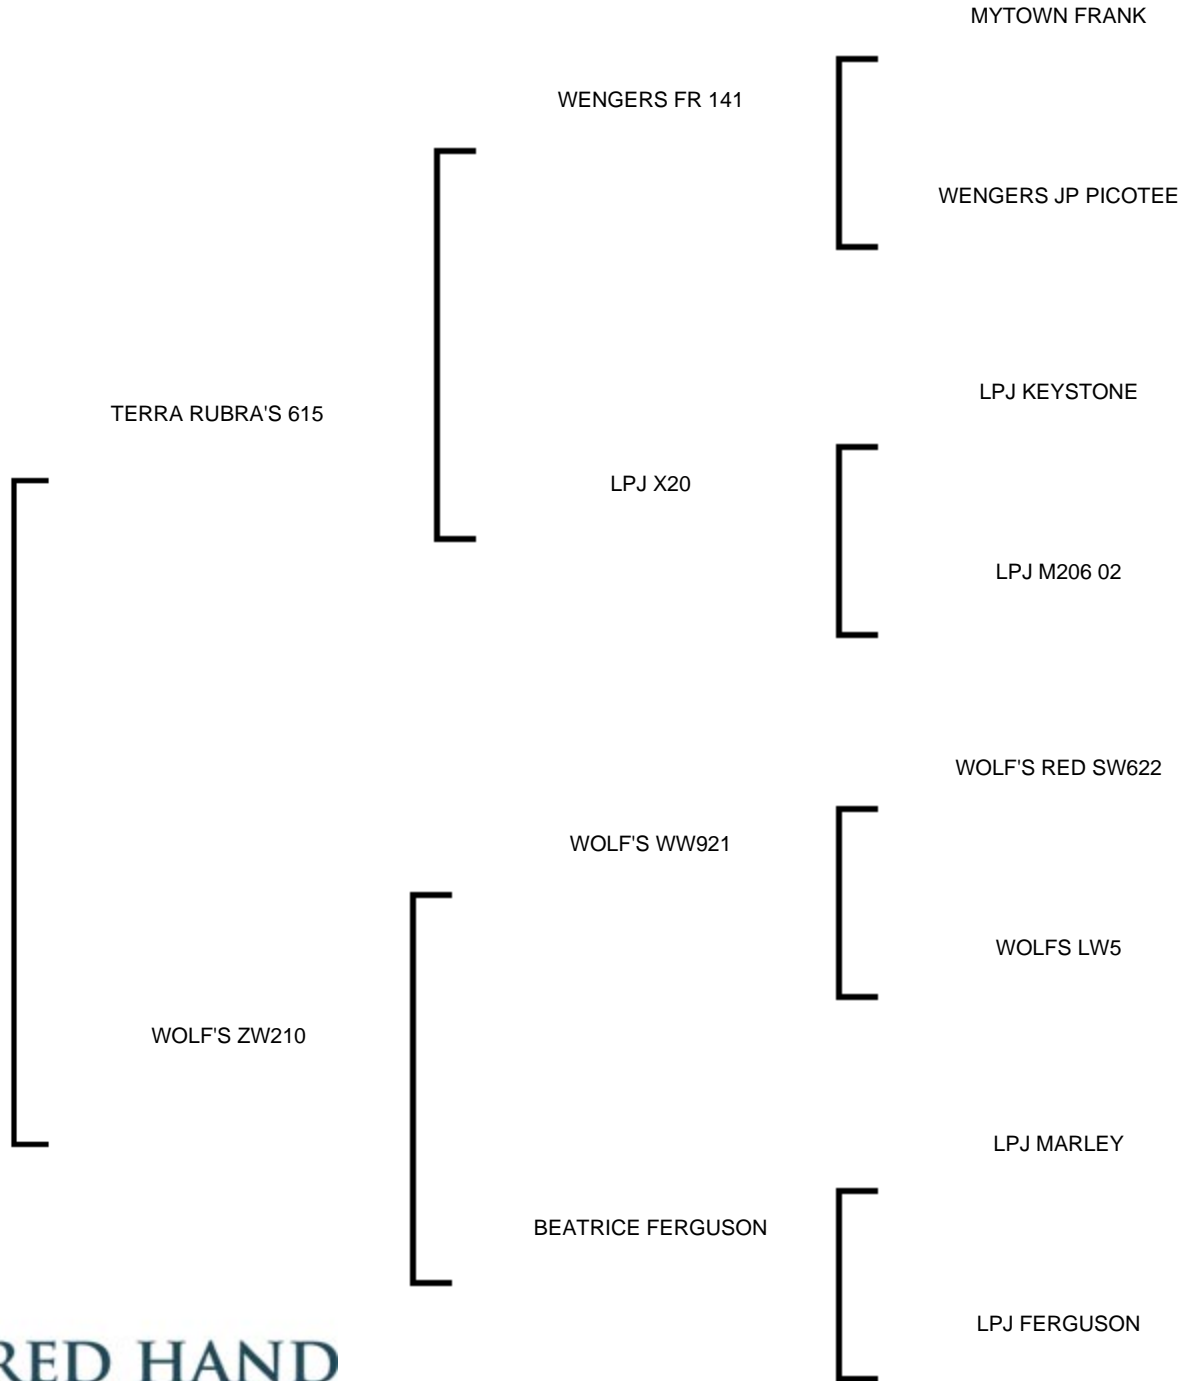 MYTOWN FRANK
WENGERS FR 141
WENGERS JP PICOTEE
LPJ KEYSTONE
TERRA RUBRA'S 615
LPJ X20
LPJ M206 02
WOLF'S RED SW622
WOLF'S WW921
WOLFS LW5
WOLF'S ZW210
LPJ MARLEY
BEATRICE FERGUSON
LPJ FERGUSON
RED HAND